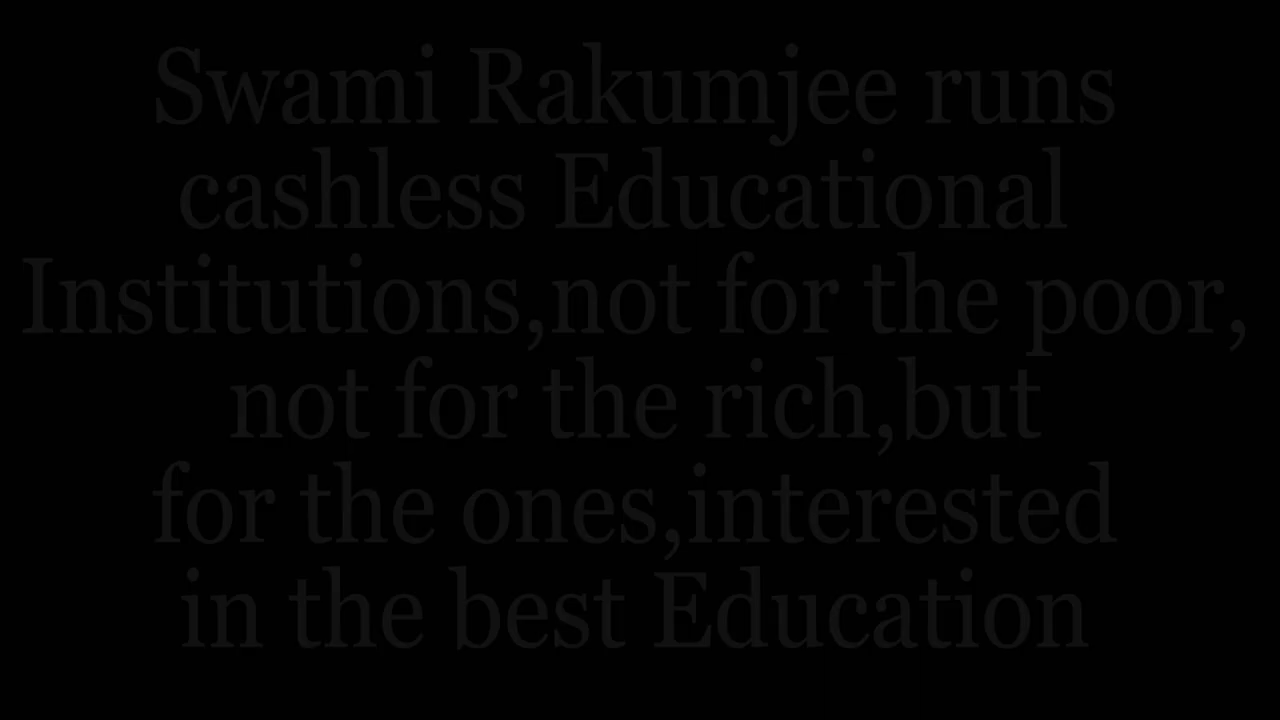 Swami Rakumjee runs
cashless Educational
Institutions,not for the poor,
not for the rich,but
for the ones,interested
in the best Education